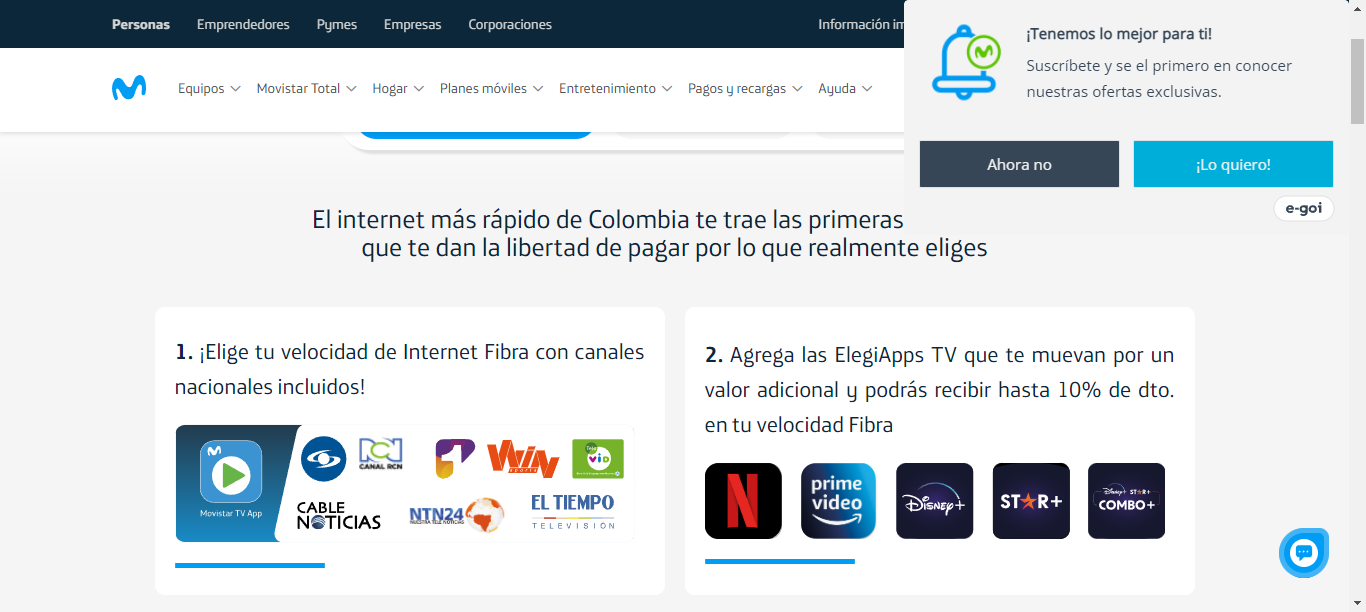 Personas Emprendedores Pymes Empresas Corporaciones Información im
¡Tenemos lo mejor para ti!
Suscríbete y se el primero en conocer
nuestras ofertas exclusivas.
Ahora no ¡Lo quiero!
e-goi
Equipos Movistar Total Hogar Planes móviles Entretenimiento Pagos y recargas Ayuda
El internet más rápido de Colombia te trae las primeras
que te dan la libertad de pagar por lo que realmente eliges
1. ¡Elige tu velocidad de Internet Fibra con canales
nacionales incluidos!
Movistar TV App
CANAL RCN
1
Win
sports
Tele
VID
CABLE
NOTICIAS
NTN24
NUESTRA TELE NOTICIAS
EL TIEMPO
TELEVISIÓN
2. Agrega las ElegiApps TV que te muevan por un
valor adicional y podrás recibir hasta 10% de dto.
en tu velocidad Fibra
N
prime
video
Disney+
STAR+
Disney+ STAR+
COMBO+